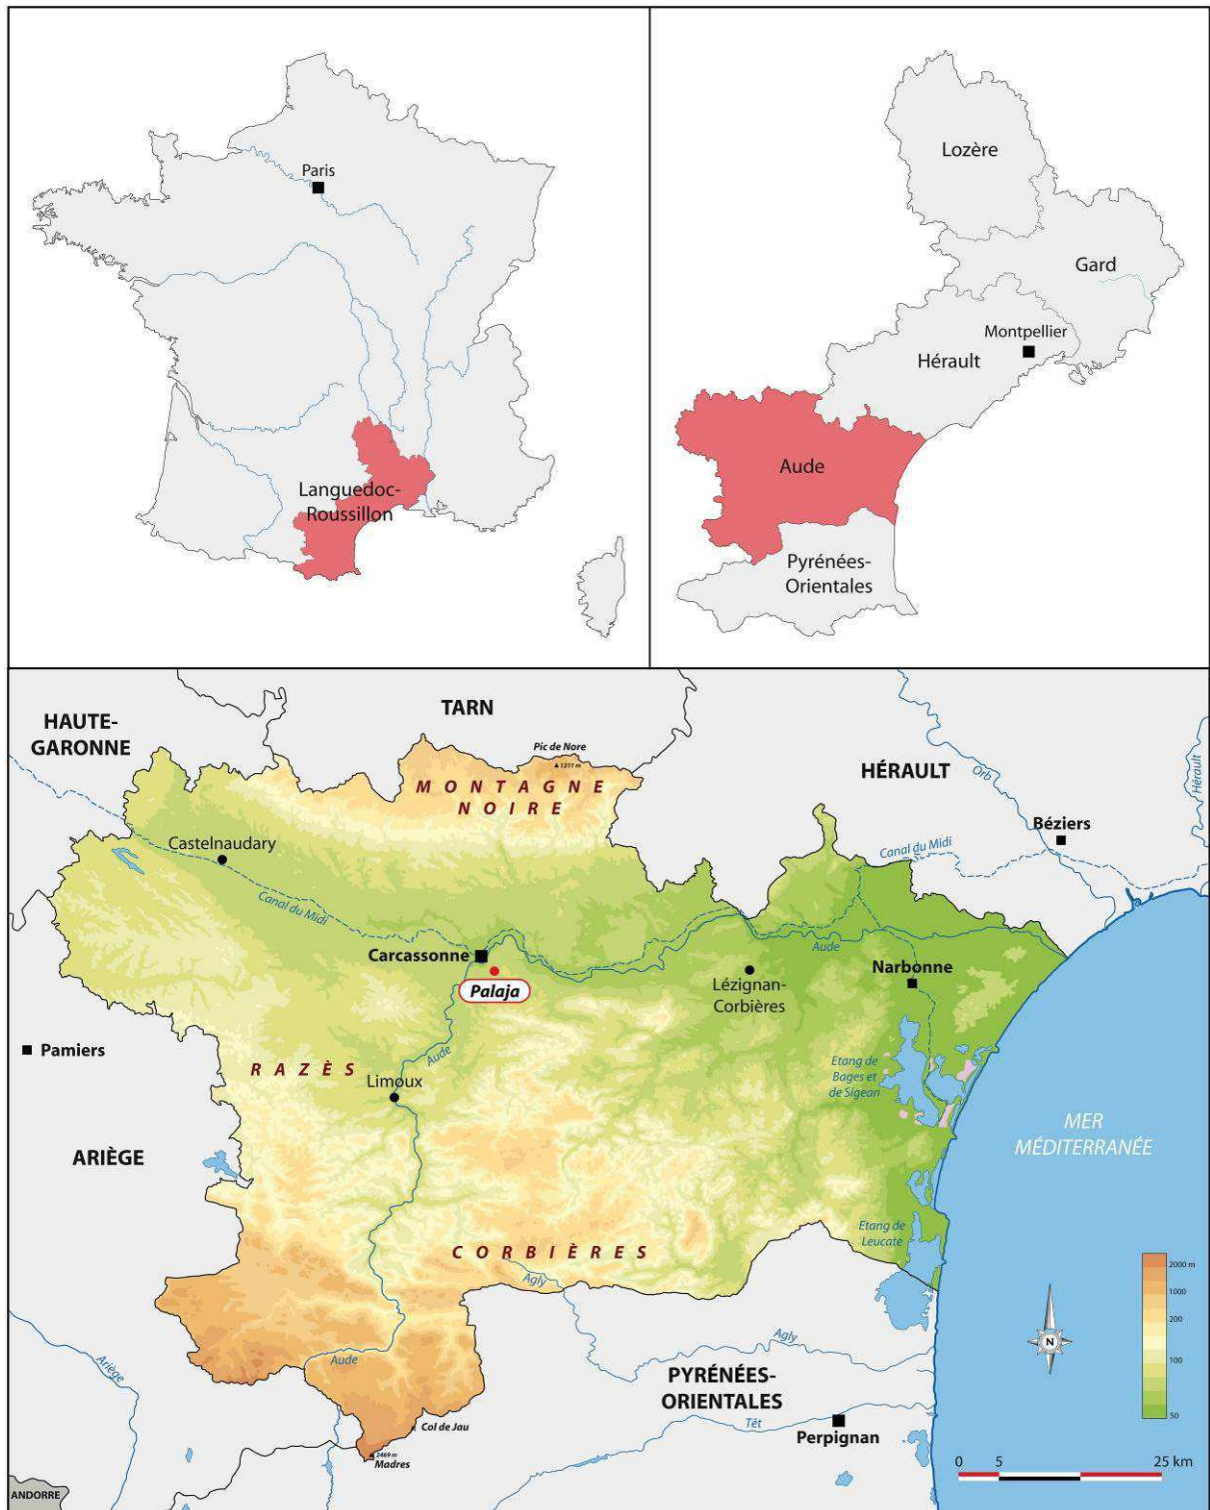 Paris
Languedoc-
Roussillon
Lozère
Gard
Montpellier
Hérault
Aude
Pyrénées-
Orientales
HAUTE-
GARONNE
TARN
Pic de Nore
1211 m
MONTAGNE
NOIRE
HÉRAULT
Orb
Hérault
Béziers
Castelnaudary
Canal du Midi
Canal du Midi
Carcassonne
Aude
Palaja
Lézignan-
Corbières
Narbonne
Pamiers
Aude
RAZÈS
Limoux
Etang de
Bages et
de Sigean
MER
MÉDITERRANÉE
ARIÈGE
Etang de
Leucate
CORBIÈRES
Agly
2000 m
1000
200
100
50
N
Agly
Ariège
Aude
PYRÉNÉES-
ORIENTALES
Têt
Perpignan
Col de Jau
2469 m
Madres
0 5 25 km
ANDORRE